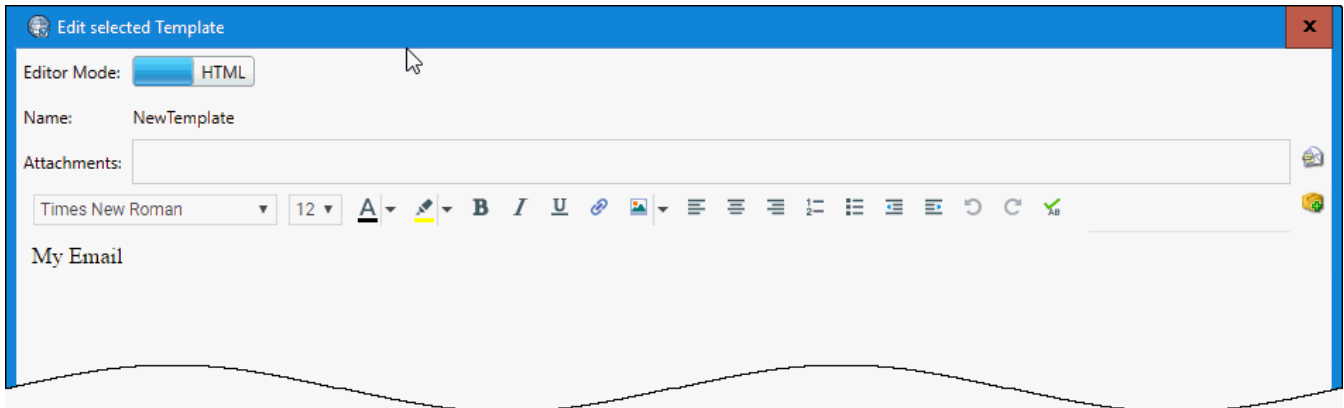 Edit selected Template
x
Editor Mode: HTML
Name: NewTemplate
Attachments:
Times New Roman 12 A B I U
My Email